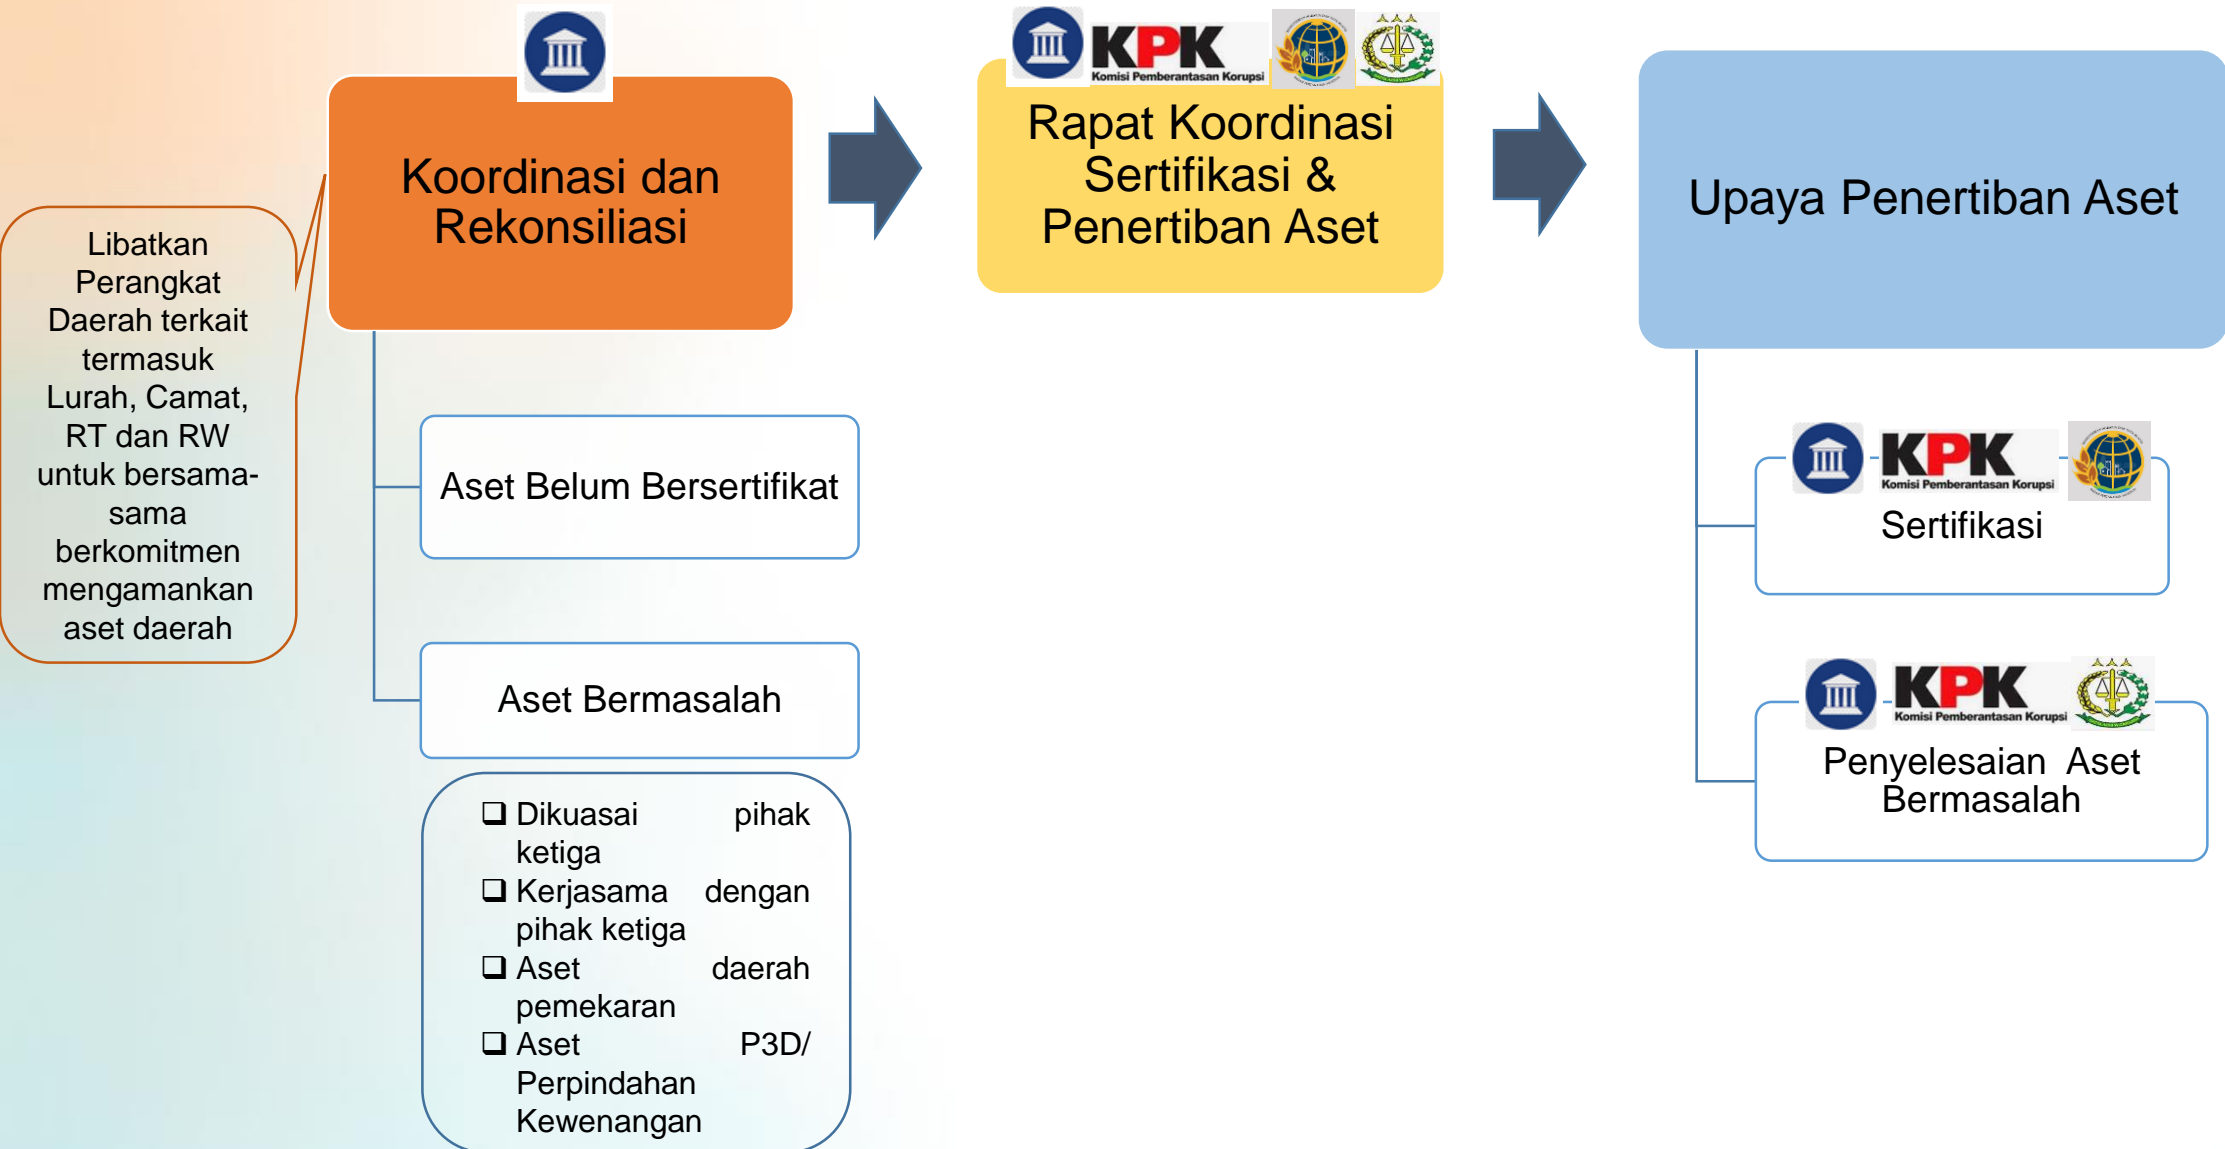 Libatkan
Perangkat
Daerah terkait
termasuk
Lurah, Camat,
RT dan RW
untuk bersama-
sama
berkomitmen
mengamankan
aset daerah
Koordinasi dan
Rekonsiliasi
Aset Belum Bersertifikat
Aset Bermasalah
❑ Dikuasai pihak
ketiga
❑ Kerjasama dengan
pihak ketiga
❑ Aset daerah
pemekaran
❑ Aset P3D/
Perpindahan
Kewenangan
KPK
Komisi Pemberantasan Korupsi
Rapat Koordinasi
Sertifikasi &
Penertiban Aset
Upaya Penertiban Aset
KPK
Komisi Pemberantasan Korupsi
Sertifikasi
KPK
Komisi Pemberantasan Korupsi
Penyelesaian Aset
Bermasalah